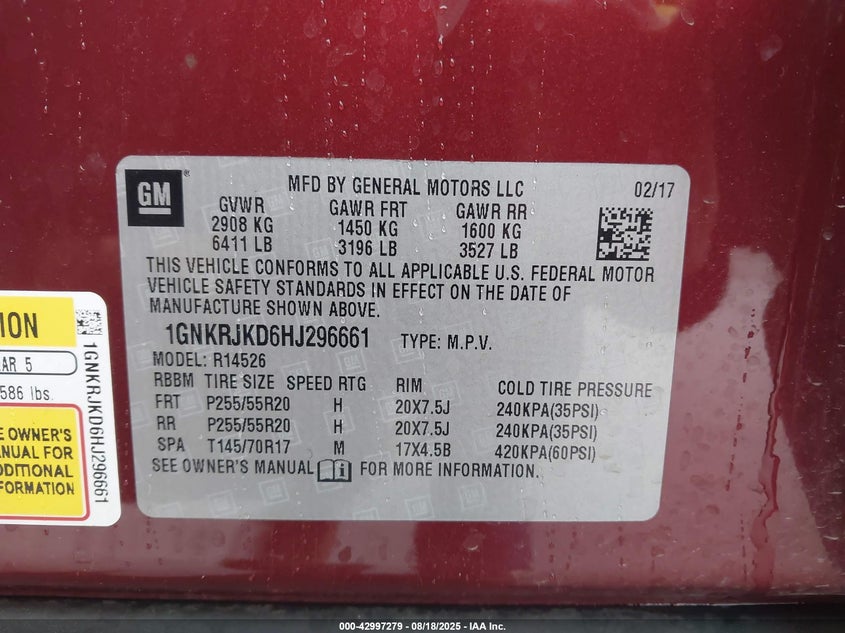 GM
MFD BY GENERAL MOTORS LLC 02/17
GVWR GAWR FRT GAWR RR
2908 KG 1450 KG 1600 KG
6411 LB 3196 LB 3527 LB
THIS VEHICLE CONFORMS TO ALL APPLICABLE U.S. FEDERAL MOTOR
VEHICLE SAFETY STANDARDS IN EFFECT ON THE DATE OF
MANUFACTURE SHOWN ABOVE.
1GNKRJKD6HJ296661 TYPE: M.P.V.
MODEL: R14526
RBBM TIRE SIZE SPEED RTG RIM COLD TIRE PRESSURE
FRT P255/55R20 H 20X7.5J 240KPA(35PSI)
RR P255/55R20 H 20X7.5J 240KPA(35PSI)
SPA T145/70R17 M 17X4.5B 420KPA(60PSI)
SEE OWNER'S MANUAL FOR MORE INFORMATION.
ION
AR 5
586 lbs.
E OWNER'S
ANUAL FOR
DDITIONAL
FORMATION
1GNKRJKD6HJ296661
000-42997279 - 08/18/2025 - IAA Inc.